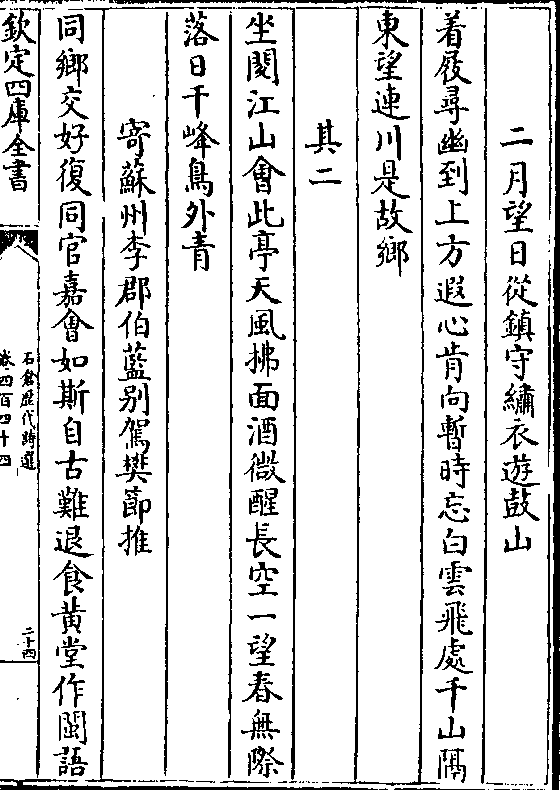 二月望日從鎮守繡衣遊鼓山
着屐尋幽到上方遐心肯向暫時忘白雲飛處千山隔
東望連川是故鄉
其二
坐閱江山會此亭天風拂面酒微醒長空一望春無際
落日千峰鳥外青
寄蘇州李郡伯藍别駕樊節推
同鄉交好復同官嘉會如斯自古難退食黄堂作閩語
欽定四庫全書
石倉歷代詩選
卷四百四十四
二十四